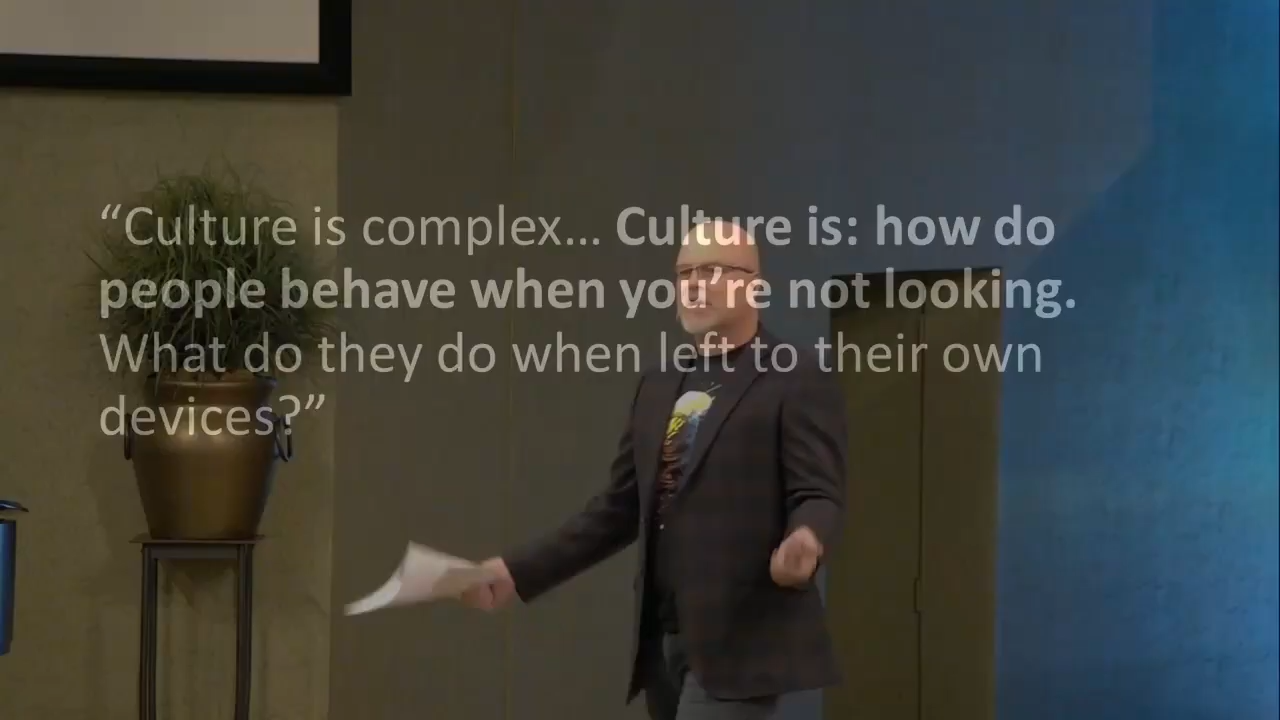 “Culture is complex... Culture is: how do
people behave when you’re not looking.
What do they do when left to their own
devices?”